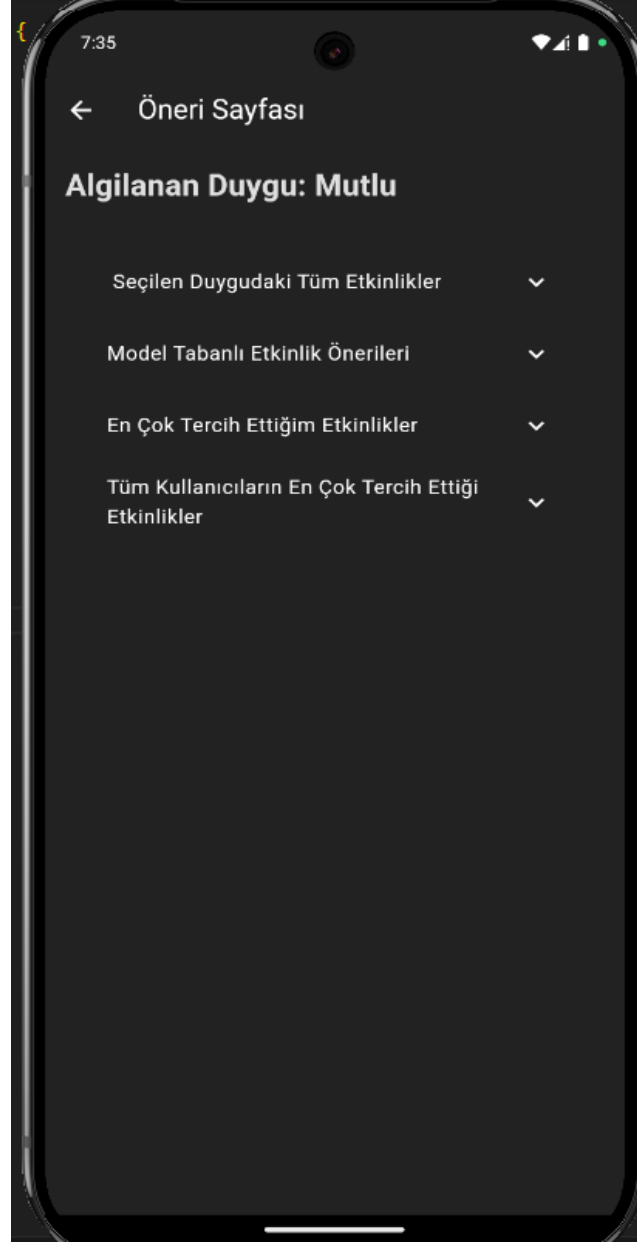 {
7:35
Öneri Sayfası
Algilanan Duygu: Mutlu
Seçilen Duygudaki Tüm Etkinlikler
Model Tabanlı Etkinlik Önerileri
En Çok Tercih Ettiğim Etkinlikler
Tüm Kullanıcıların En Çok Tercih Ettiği
Etkinlikler